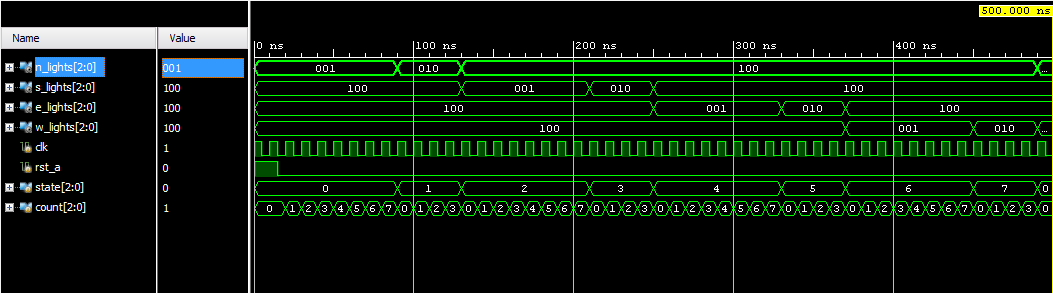 500.000 ns
Name Value
0 ns 100 ns 200 ns 300 ns 400 ns
n_lights[2:0] 001 001 010 100 ...
s_lights[2:0] 100 100 001 010 100
e_lights[2:0] 100 100 001 010 100
w_lights[2:0] 100 100 001 010 ...
clk 1
rst_a 0
state[2:0] 0 0 1 2 3 4 5 6 7 0
count[2:0] 1 0 1 2 3 4 5 6 7 0 1 2 3 0 1 2 3 4 5 6 7 0 1 2 3 0 1 2 3 4 5 6 7 0 1 2 3 0 1 2 3 4 5 6 7 0 1 2 3 0